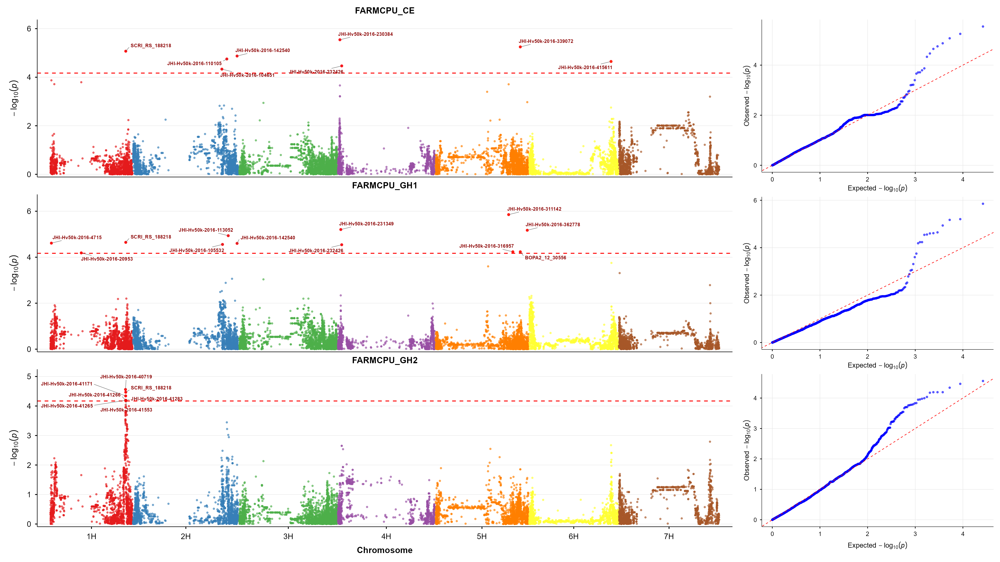 FARMCPU_CE
6
4
2
0
− log10(p)
JHI-Hv50k-2016-230384
SCRI_RS_188218
JHI-Hv50k-2016-339072
JHI-Hv50k-2016-142540
JHI-Hv50k-2016-110105
JHI-Hv50k-2016-415611
JHI-Hv50k-2016-232426
JHI-Hv50k-2016-104651
Observed − log10(p)
4
2
0
0 1 2 3 4
Expected − log10(p)
FARMCPU_GH1
6
4
2
0
− log10(p)
JHI-Hv50k-2016-311142
JHI-Hv50k-2016-231349
JHI-Hv50k-2016-362778
JHI-Hv50k-2016-113052
JHI-Hv50k-2016-4715
SCRI_RS_188218
JHI-Hv50k-2016-142540
JHI-Hv50k-2016-316957
JHI-Hv50k-2016-105532
JHI-Hv50k-2016-232426
BOPA2_12_30556
JHI-Hv50k-2016-20953
Observed − log10(p)
6
4
2
0
0 1 2 3 4
Expected − log10(p)
FARMCPU_GH2
5
4
3
2
1
0
− log10(p)
JHI-Hv50k-2016-40719
JHI-Hv50k-2016-41171
SCRI_RS_188218
JHI-Hv50k-2016-41266
JHI-Hv50k-2016-41283
JHI-Hv50k-2016-41265
JHI-Hv50k-2016-41553
1H 2H 3H 4H 5H 6H 7H
Chromosome
Observed − log10(p)
4
3
2
1
0
0 1 2 3 4
Expected − log10(p)